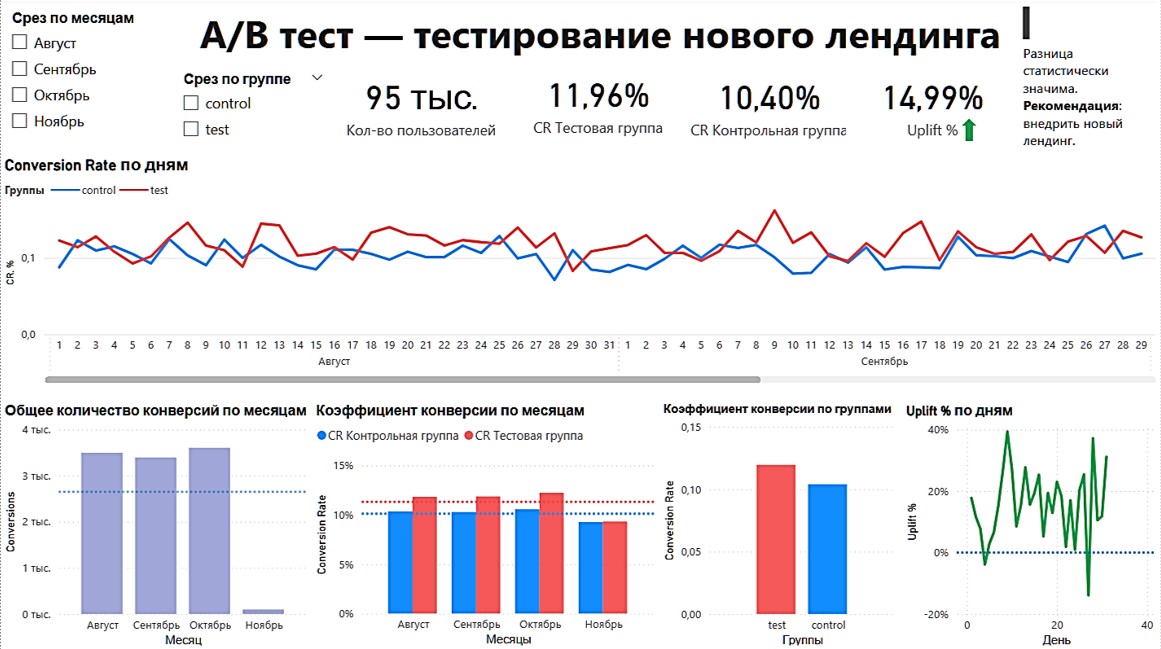 Срез по месяцам
Август
Сентябрь
Октябрь
Ноябрь
A/B тест — тестирование нового лендинга
Срез по группе
control
test
95 тыс.
Кол-во пользователей
11,96%
CR Тестовая группа
10,40%
CR Контрольная группа
14,99%
Uplift %
Разница
статистически
значима.
Рекомендация:
внедрить новый
лендинг.
Conversion Rate по дням
Группы control test
CR. %
0,1
0,0
1 2 3 4 5 6 7 8 9 10 11 12 13 14 15 16 17 18 19 20 21 22 23 24 25 26 27 28 29 30 31 1 2 3 4 5 6 7 8 9 10 11 12 13 14 15 16 17 18 19 20 21 22 23 24 25 26 27 28 29
Август Сентябрь
Общее количество конверсий по месяцам
Conversions
4 тыс.
3 тыс.
2 тыс.
1 тыс.
0 тыс.
Август Сентябрь Октябрь Ноябрь
Месяц
Коэффициент конверсии по месяцам
CR Контрольная группа CR Тестовая группа
Conversion Rate
15%
10%
5%
0%
Август Сентябрь Октябрь Ноябрь
Месяцы
Коэффициент конверсии по группами
Conversion Rate
0,15
0,10
0,05
0,00
test control
Группы
Uplift % по дням
Uplift %
40%
20%
0%
-20%
0 20 40
День